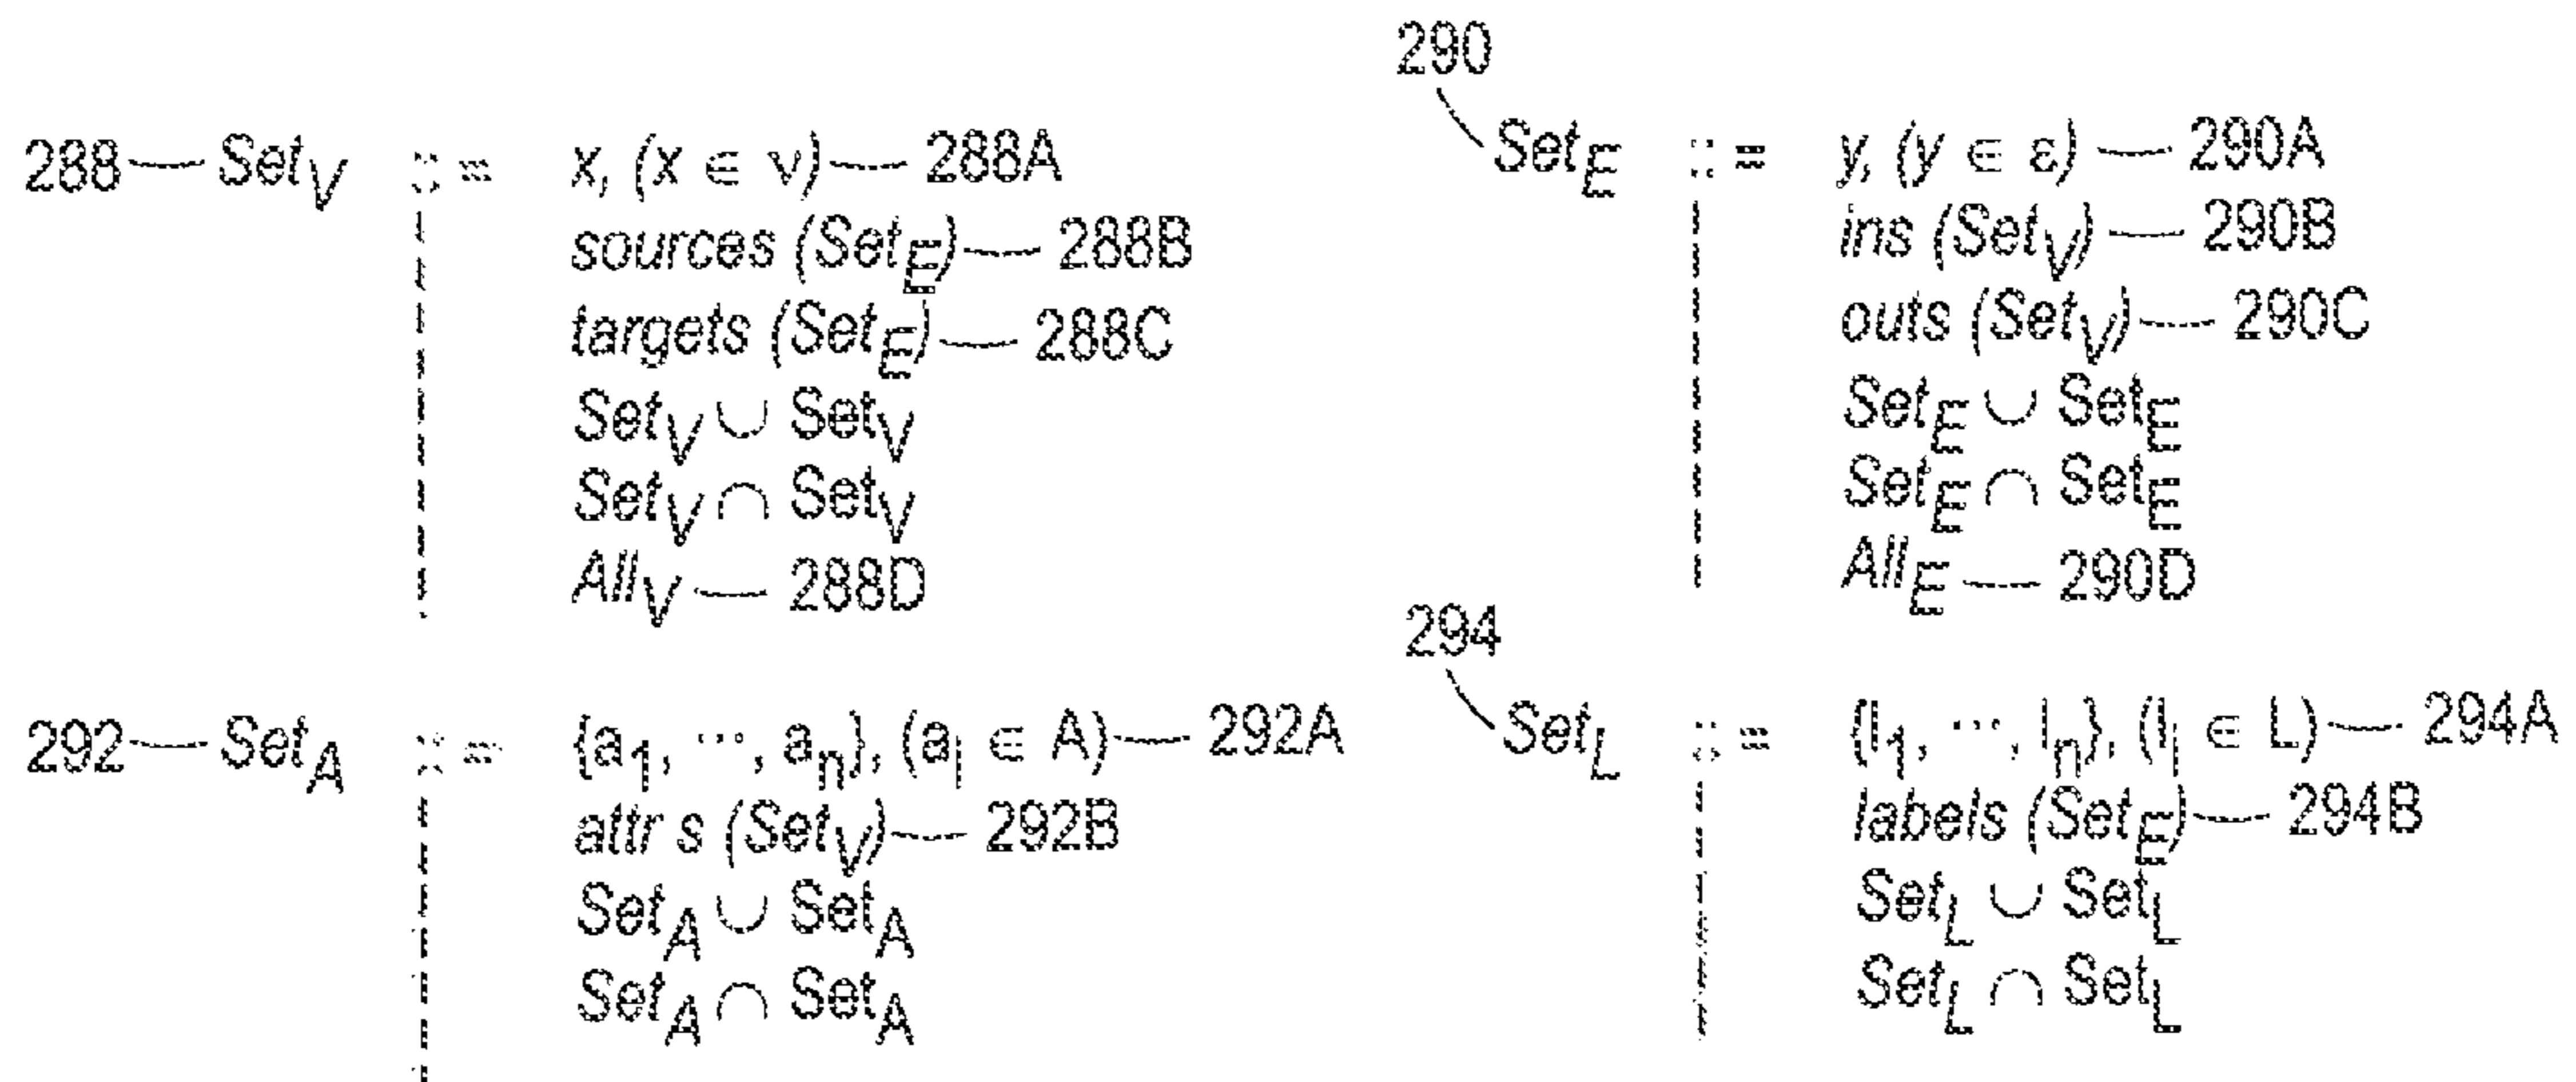 288 — Set_V ::= x, (x ∈ ν) — 288A
sources (Set_E) — 288B
targets (Set_E) — 288C
Set_V ∪ Set_V
Set_V ∩ Set_V
All_V — 288D
290
Set_E ::= y, (y ∈ ε) — 290A
ins (Set_V) — 290B
outs (Set_V) — 290C
Set_E ∪ Set_E
Set_E ∩ Set_E
All_E — 290D
292 — Set_A ::= {a_1, ..., a_n}, (a_i ∈ A) — 292A
attr s (Set_V) — 292B
Set_A ∪ Set_A
Set_A ∩ Set_A
294
Set_L ::= {l_1, ..., l_n}, (l_i ∈ L) — 294A
labels (Set_E) — 294B
Set_L ∪ Set_L
Set_L ∩ Set_L